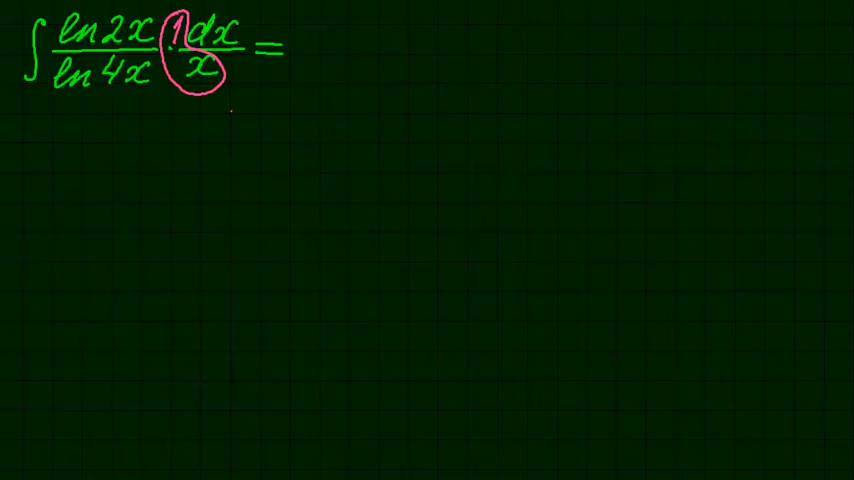 ∫ ln2x/ln4x · 1dx/x =